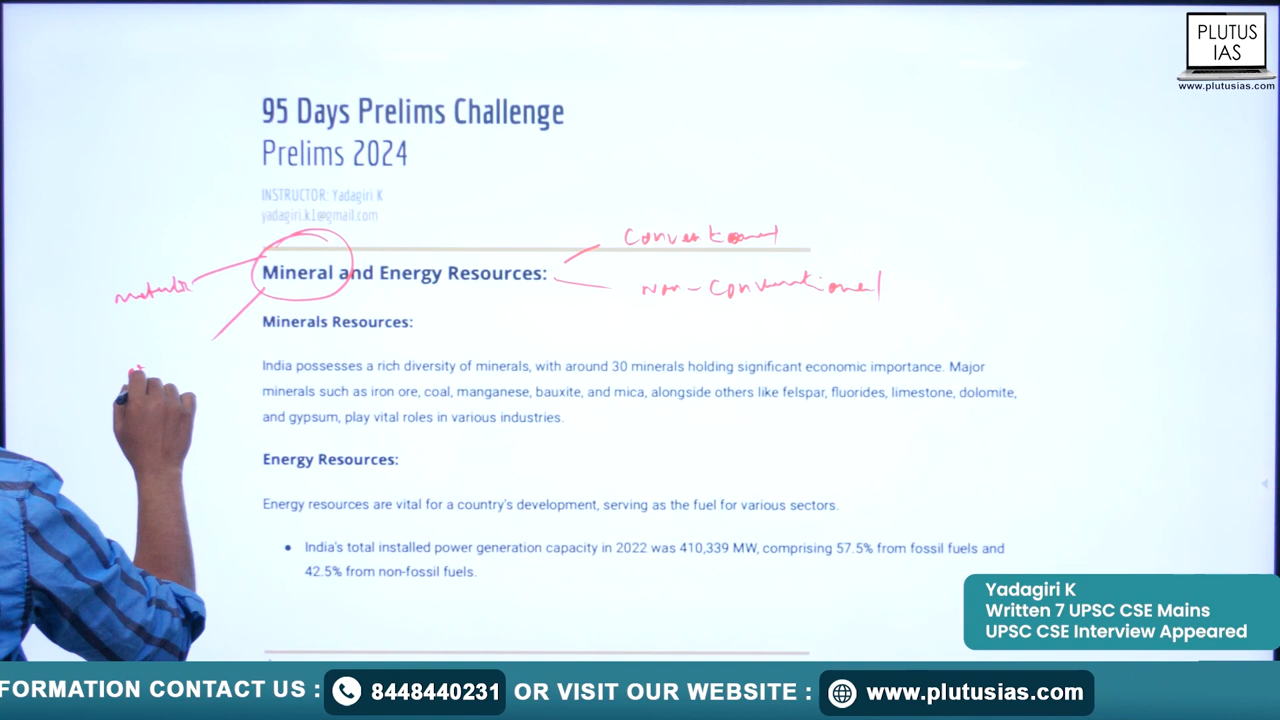 PLUTUS
IAS
www.plutusias.com
95 Days Prelims Challenge
Prelims 2024
INSTRUCTOR: Yadagiri K
yadagiri.k1@gmail.com
Conventional
Mineral and Energy Resources:
Non-Conventional
Minerals Resources:
India possesses a rich diversity of minerals, with around 30 minerals holding significant economic importance. Major
minerals such as iron ore, coal, manganese, bauxite, and mica, alongside others like felspar, fluorides, limestone, dolomite,
and gypsum, play vital roles in various industries.
Energy Resources:
Energy resources are vital for a country's development, serving as the fuel for various sectors.
● India's total installed power generation capacity in 2022 was 410,339 MW, comprising 57.5% from fossil fuels and
42.5% from non-fossil fuels.
Yadagiri K
Written 7 UPSC CSE Mains
UPSC CSE Interview Appeared
FORMATION CONTACT US : 8448440231 OR VISIT OUR WEBSITE : www.plutusias.com